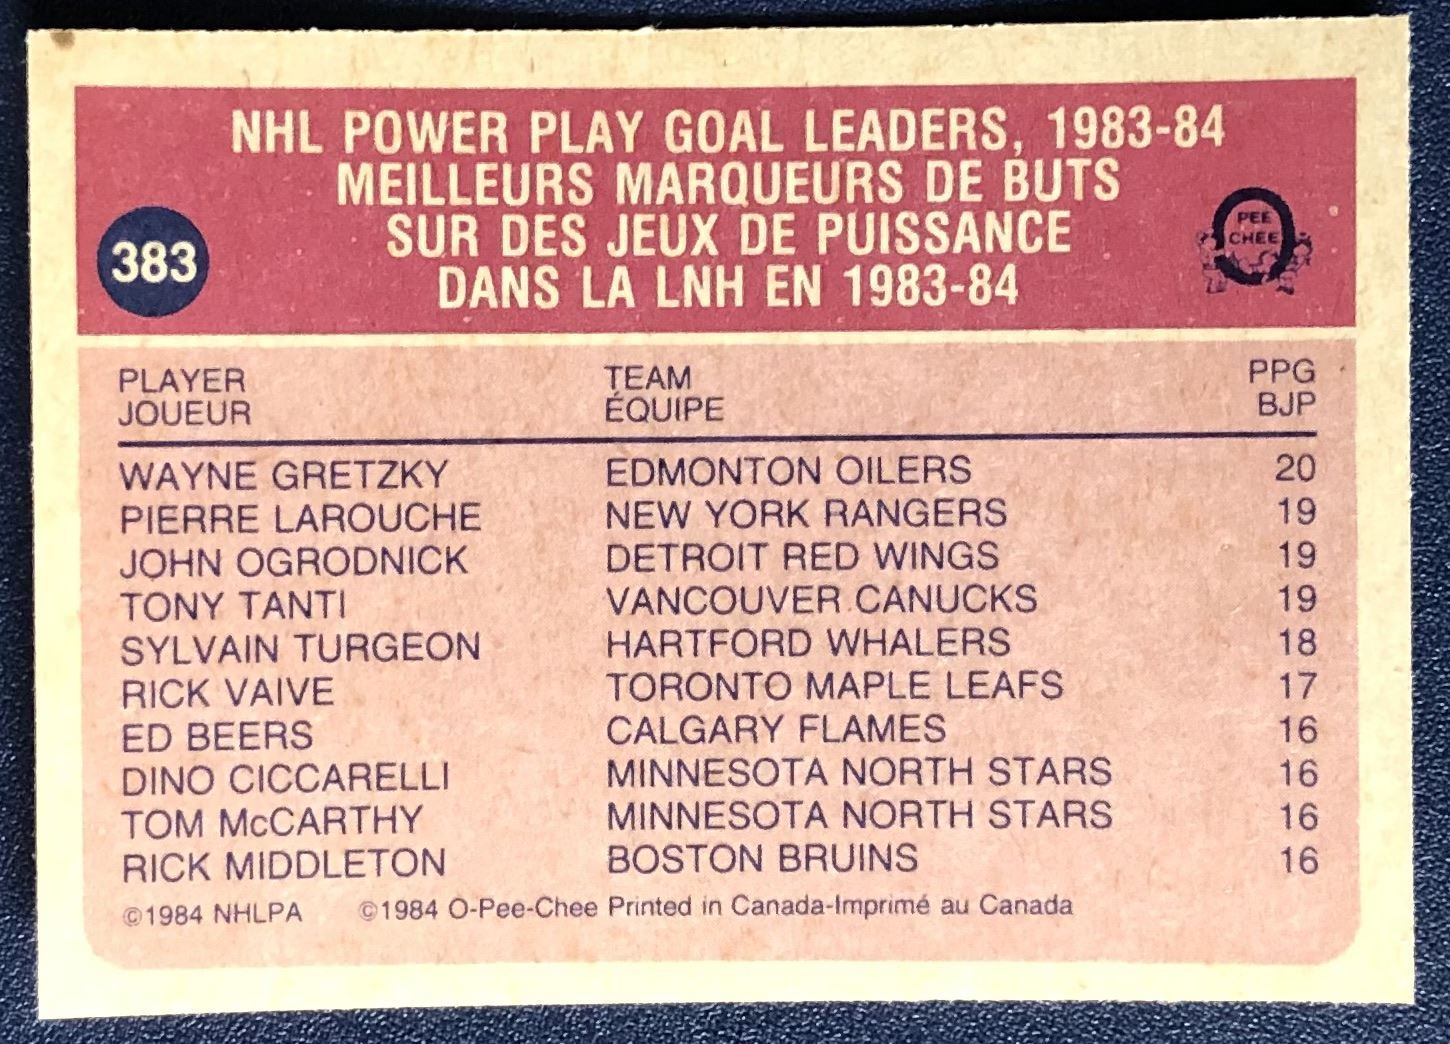 NHL POWER PLAY GOAL LEADERS, 1983-84
MEILLEURS MARQUEURS DE BUTS
SUR DES JEUX DE PUISSANCE
DANS LA LNH EN 1983-84
383
PEE
CHEE
PLAYER TEAM PPG
JOUEUR ÉQUIPE BJP
WAYNE GRETZKY EDMONTON OILERS 20
PIERRE LAROUCHE NEW YORK RANGERS 19
JOHN OGRODNICK DETROIT RED WINGS 19
TONY TANTI VANCOUVER CANUCKS 19
SYLVAIN TURGEON HARTFORD WHALERS 18
RICK VAIVE TORONTO MAPLE LEAFS 17
ED BEERS CALGARY FLAMES 16
DINO CICCARELLI MINNESOTA NORTH STARS 16
TOM McCARTHY MINNESOTA NORTH STARS 16
RICK MIDDLETON BOSTON BRUINS 16
©1984 NHLPA ©1984 O-Pee-Chee Printed in Canada-Imprimé au Canada